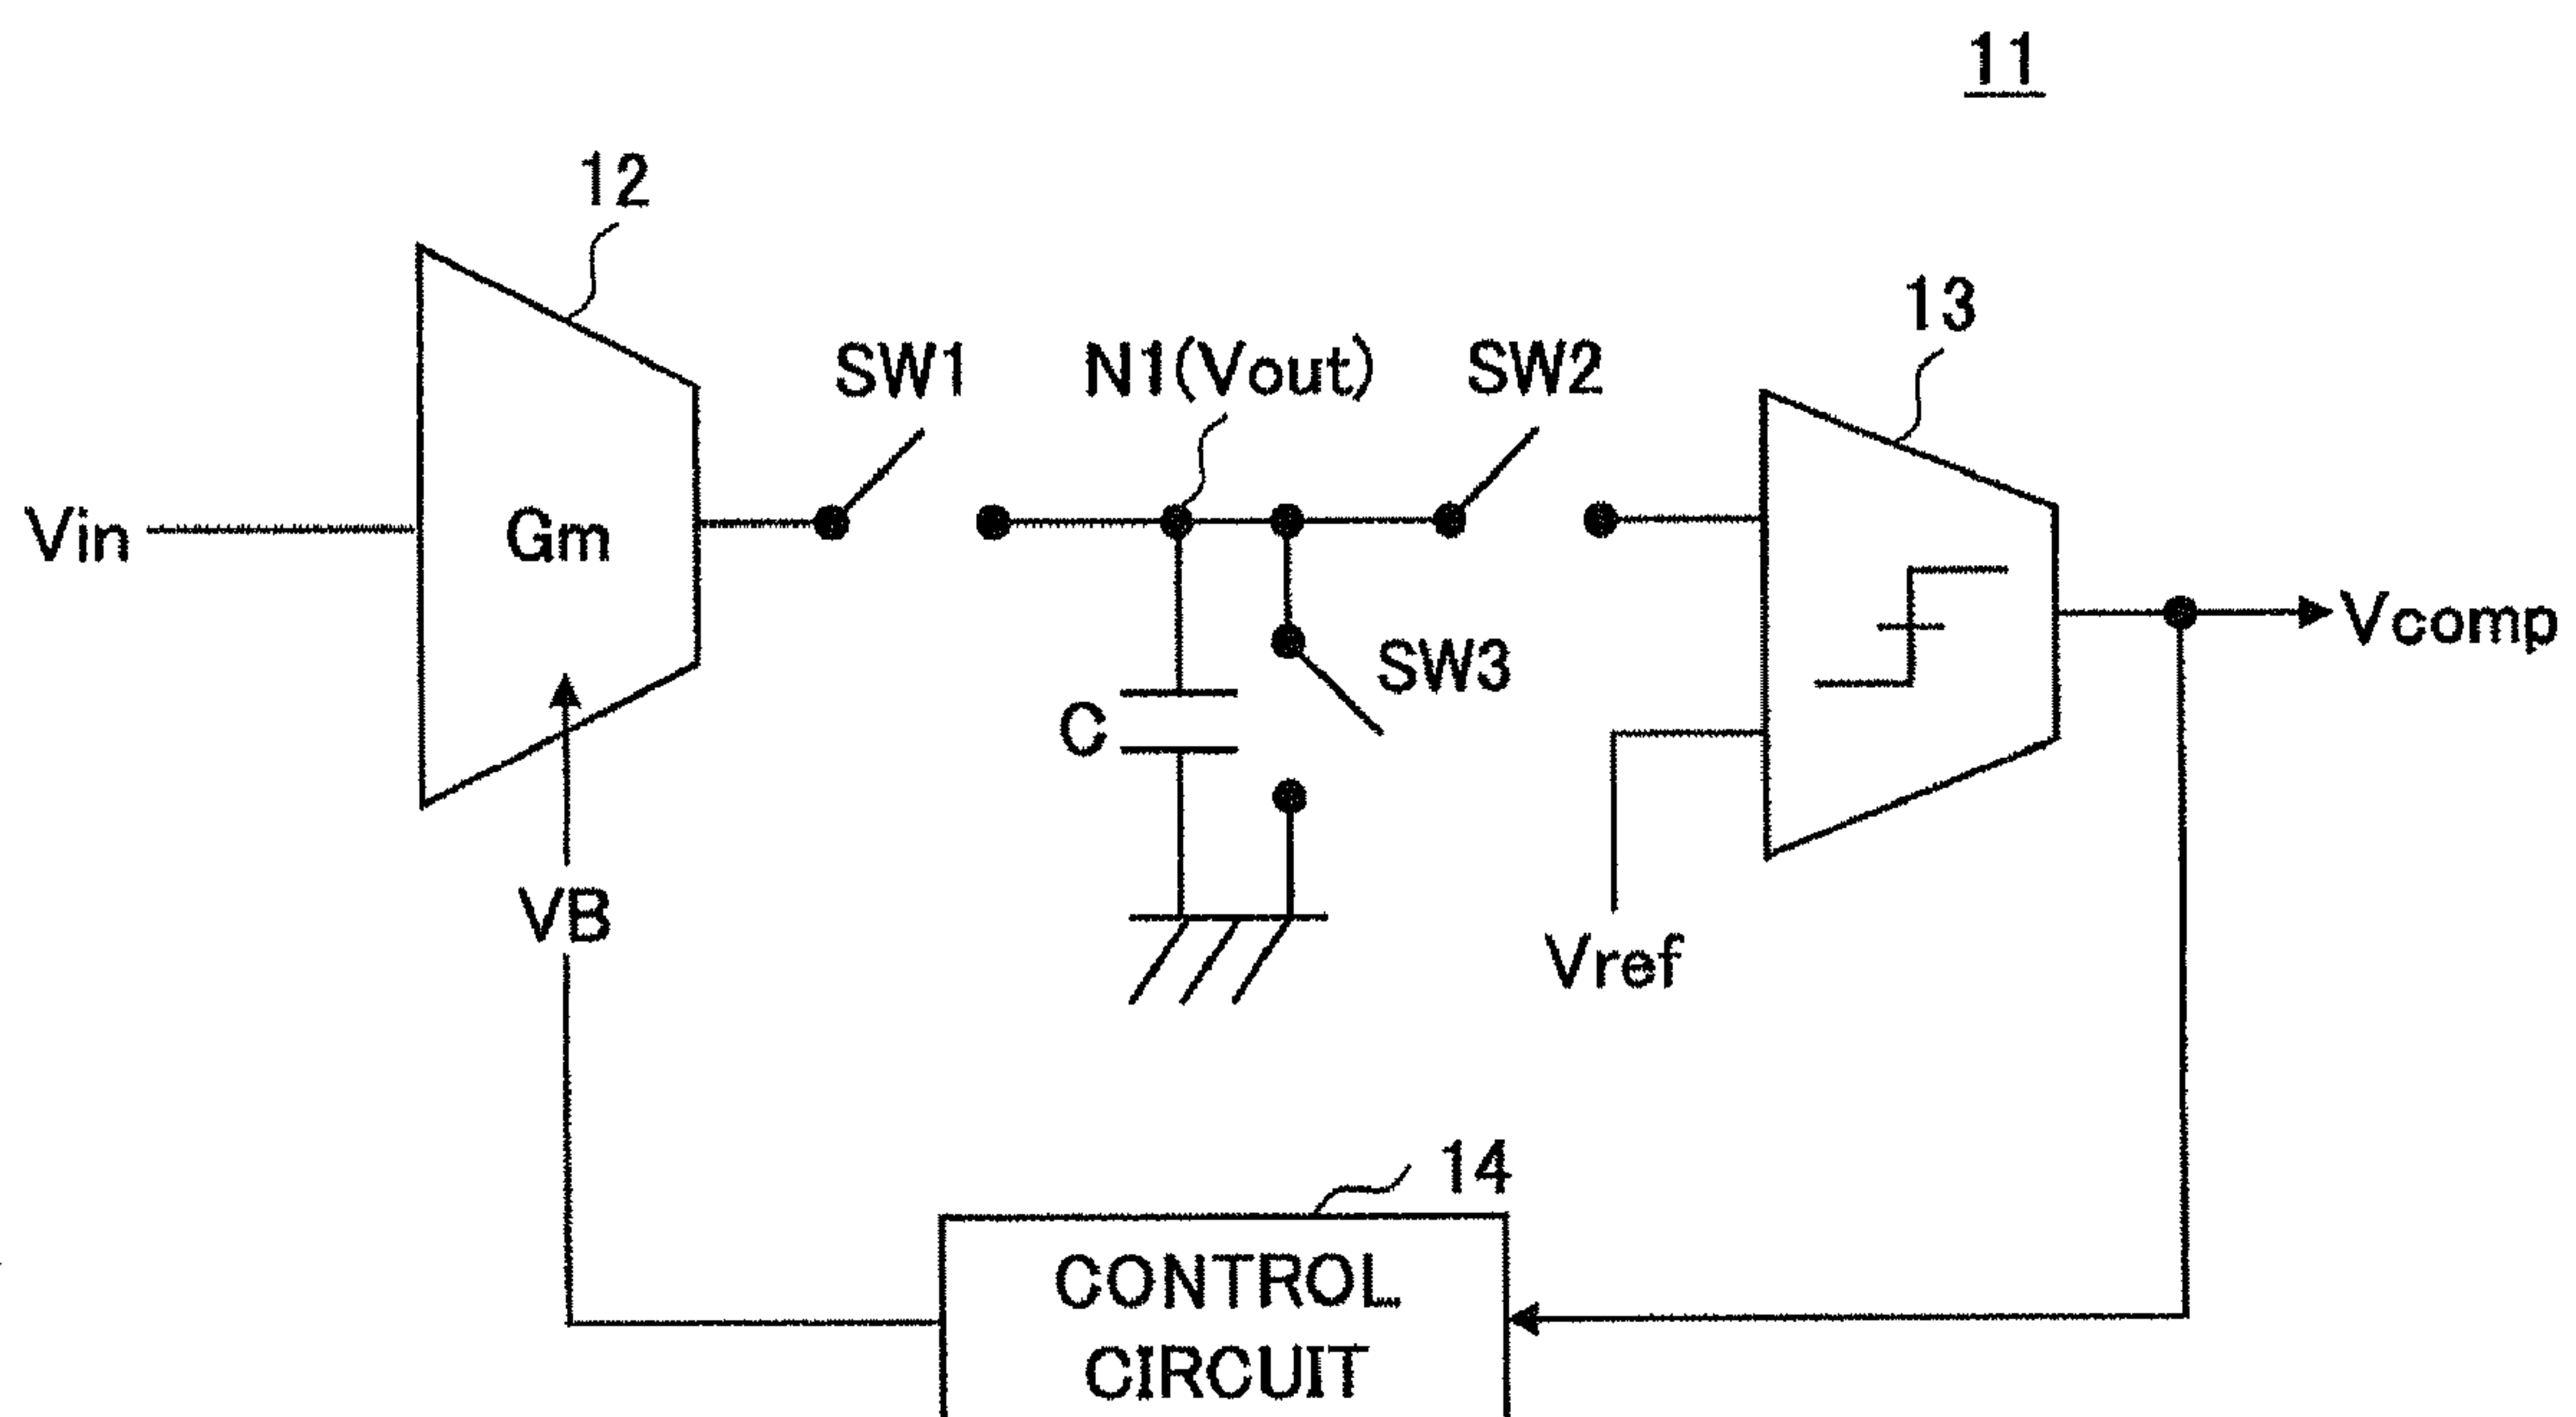 11
12
13
SW1
N1(Vout)
SW2
Vin
Gm
SW3
Vcomp
C
VB
Vref
14
CONTROL
CIRCUIT